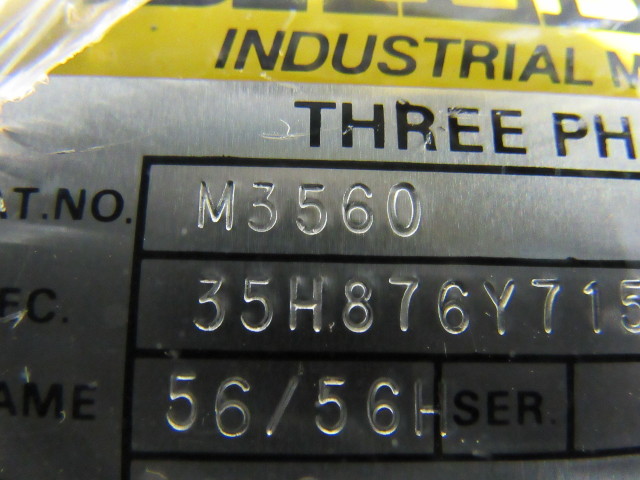 INDUSTRIAL M
THREE PH
AT.NO. M3560
EC. 35H876Y715
AME 56/56H SER.